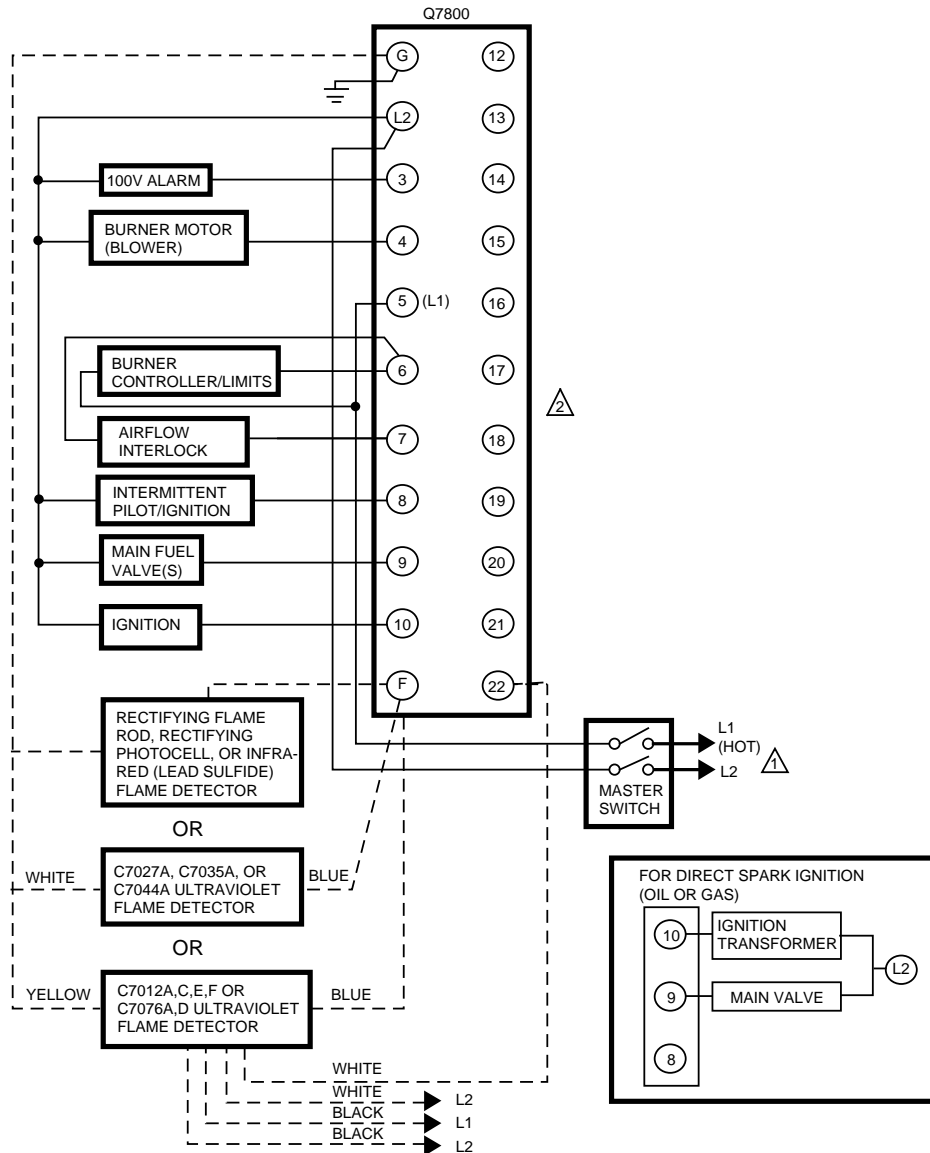 Q7800
G
12
L2
13
100V ALARM
3
14
BURNER MOTOR
(BLOWER)
4
15
5
(L1)
16
BURNER
CONTROLLER/LIMITS
6
17
2
AIRFLOW
INTERLOCK
7
18
INTERMITTENT
PILOT/IGNITION
8
19
MAIN FUEL
VALVE(S)
9
20
IGNITION
10
21
F
22
RECTIFYING FLAME
ROD, RECTIFYING
PHOTOCELL, OR INFRA-
RED (LEAD SULFIDE)
FLAME DETECTOR
L1
(HOT)
1
L2
MASTER
SWITCH
OR
WHITE
C7027A, C7035A, OR
C7044A ULTRAVIOLET
FLAME DETECTOR
BLUE
OR
YELLOW
C7012A,C,E,F OR
C7076A,D ULTRAVIOLET
FLAME DETECTOR
BLUE
WHITE
WHITE
L2
BLACK
L1
BLACK
L2
FOR DIRECT SPARK IGNITION
(OIL OR GAS)
10
IGNITION
TRANSFORMER
L2
9
MAIN VALVE
8